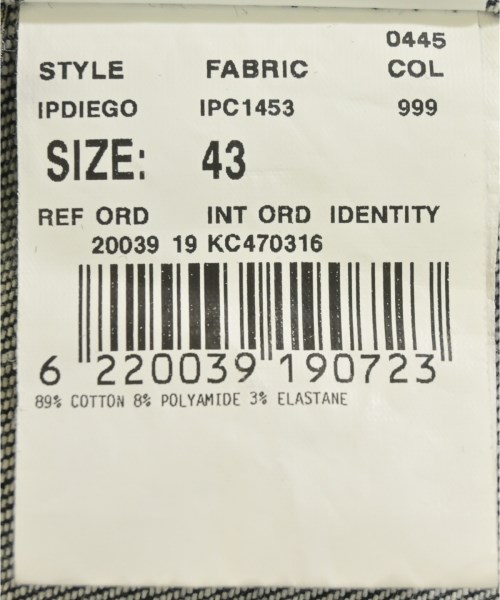 0445
STYLE FABRIC COL
IPDIEGO IPC1453 999
SIZE: 43
REF ORD INT ORD IDENTITY
20039 19 KC470316
6 220039 190723
89% COTTON 8% POLYAMIDE 3% ELASTANE